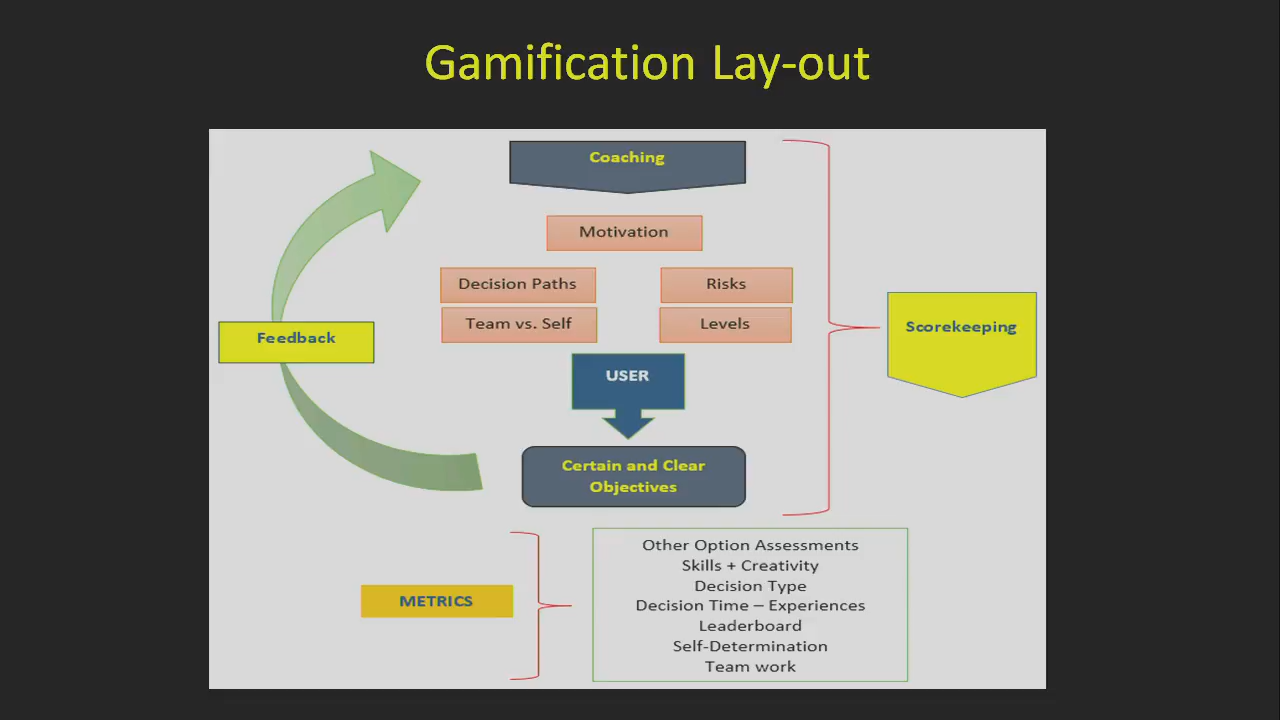 Gamification Lay-out
Coaching
Motivation
Decision Paths
Risks
Team vs. Self
Levels
Feedback
Scorekeeping
USER
Certain and Clear
Objectives
METRICS
Other Option Assessments
Skills + Creativity
Decision Type
Decision Time – Experiences
Leaderboard
Self-Determination
Team work